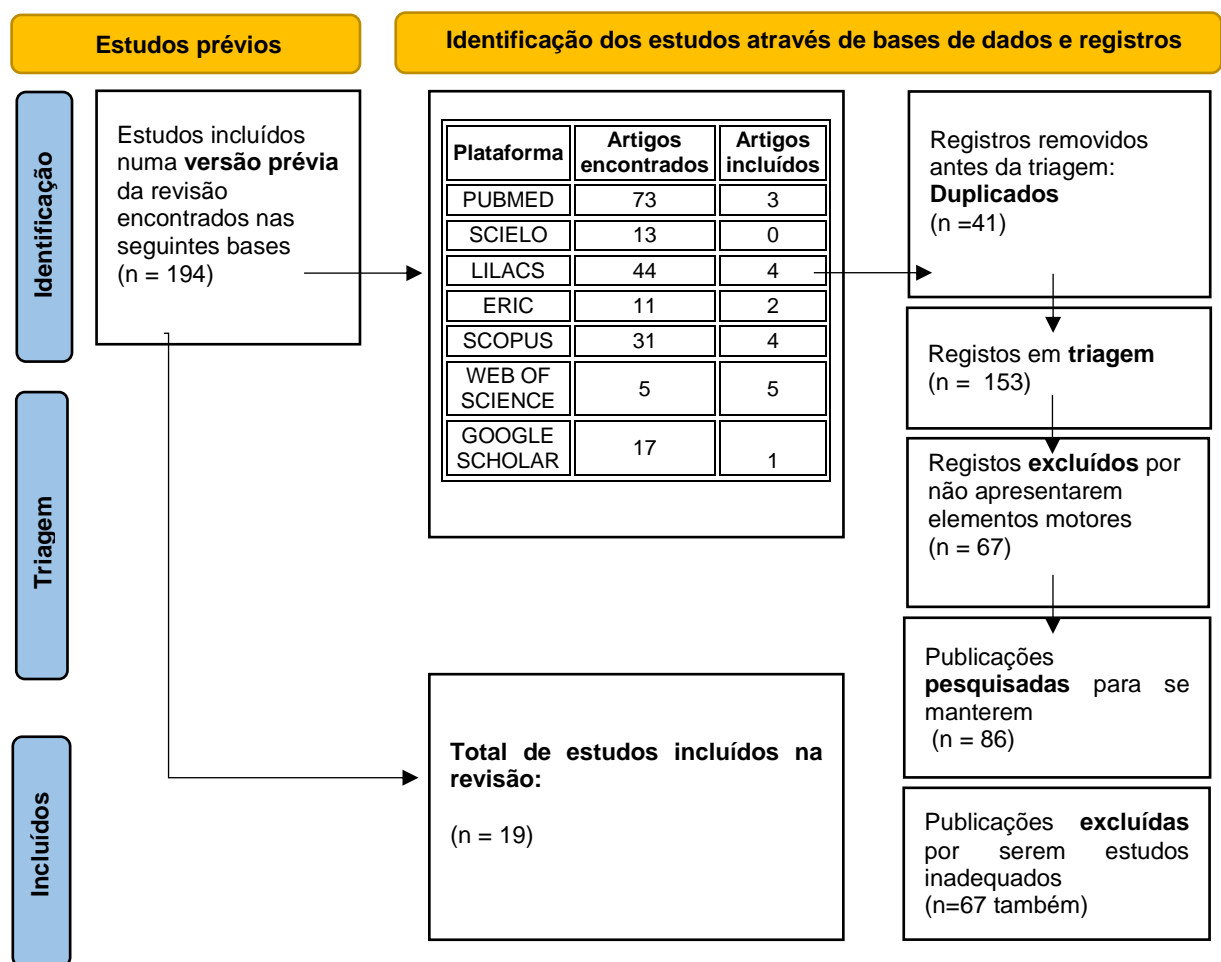 Estudos prévios
Identificação dos estudos através de bases de dados e registros
Identificação
Estudos incluídos
numa versão prévia
da revisão
encontrados nas
seguintes bases
(n = 194)
Plataforma Artigos encontrados Artigos incluídos
PUBMED 73 3
SCIELO 13 0
LILACS 44 4
ERIC 11 2
SCOPUS 31 4
WEB OF SCIENCE 5 5
GOOGLE SCHOLAR 17 1
Registros removidos
antes da triagem:
Duplicados
(n =41)
Registos em triagem
(n = 153)
Triagem
Registos excluídos por
não apresentarem
elementos motores
(n = 67)
Publicações
pesquisadas para se
manterem
(n = 86)
Incluídos
Total de estudos incluídos na
revisão:
(n = 19)
Publicações excluídas
por serem estudos
inadequados
(n=67 também)